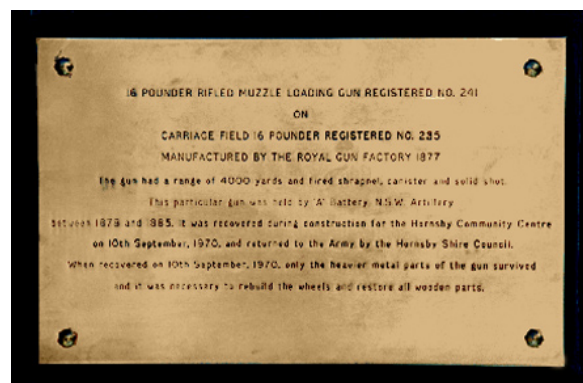 16 POUNDER RIFLED MUZZLE LOADING GUN REGISTERED NO. 241
ON
CARRIAGE FIELD 16 POUNDER REGISTERED NO. 235
MANUFACTURED BY THE ROYAL GUN FACTORY 1877
The gun had a range of 4000 yards and fired shrapnel, canister and solid shot.
This particular gun was held by 'A' Battery, N.S.W. Artillery
between 1879 and 1885. It was recovered during construction for the Hornsby Community Centre
on 10th September, 1970, and returned to the Army by the Hornsby Shire Council.
When recovered on 10th September, 1970, only the heavier metal parts of the gun survived
and it was necessary to rebuild the wheels and restore all wooden parts.